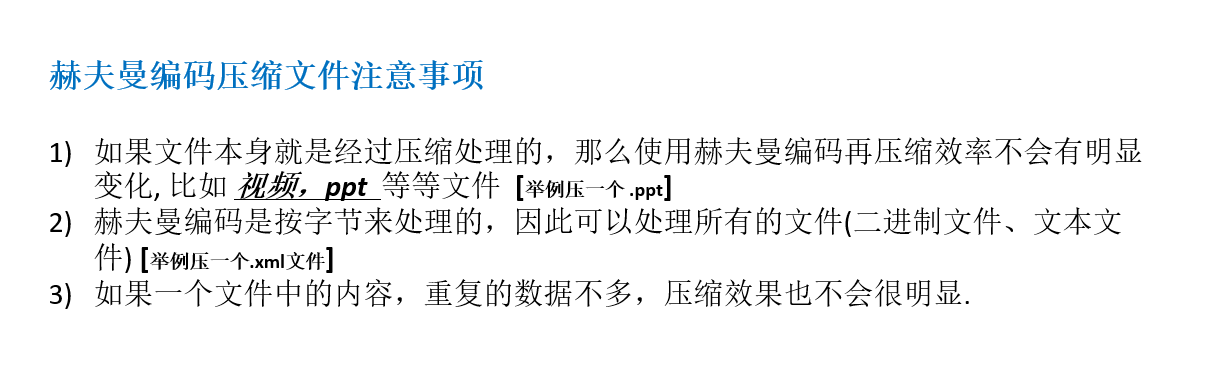 赫夫曼编码压缩文件注意事项
1) 如果文件本身就是经过压缩处理的，那么使用赫夫曼编码再压缩效率不会有明显
变化, 比如 视频，ppt 等等文件 [举例压一个 .ppt]
2) 赫夫曼编码是按字节来处理的，因此可以处理所有的文件(二进制文件、文本文
件) [举例压一个.xml文件]
3) 如果一个文件中的内容，重复的数据不多，压缩效果也不会很明显.